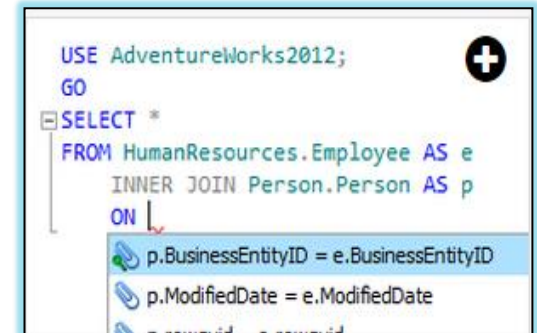 USE AdventureWorks2012;
GO
SELECT *
FROM HumanResources.Employee AS e
INNER JOIN Person.Person AS p
ON
p.BusinessEntityID = e.BusinessEntityID
p.ModifiedDate = e.ModifiedDate